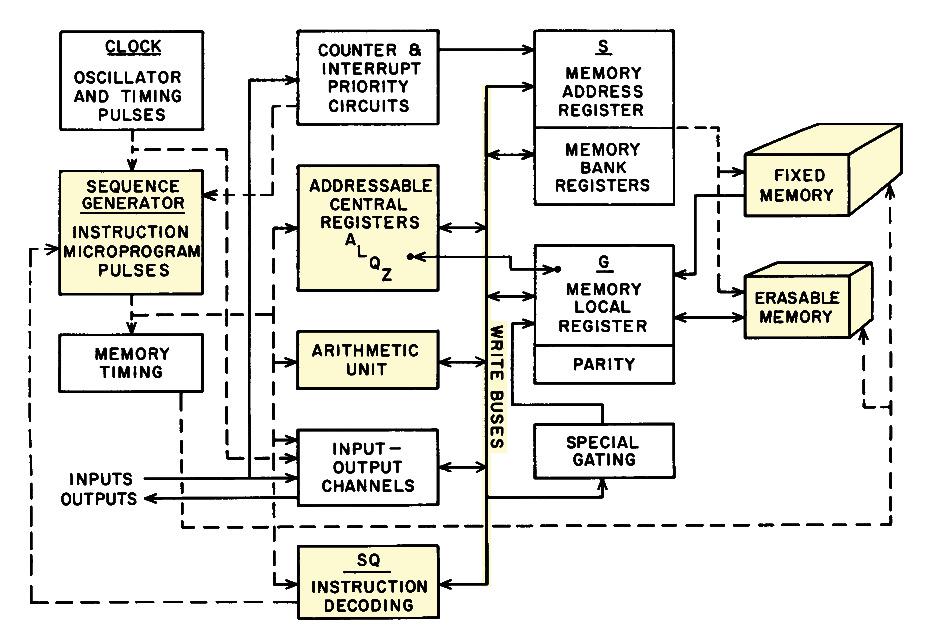 CLOCK
OSCILLATOR
AND TIMING
PULSES
COUNTER &
INTERRUPT
PRIORITY
CIRCUITS
S
MEMORY
ADDRESS
REGISTER
MEMORY
BANK
REGISTERS
FIXED
MEMORY
SEQUENCE
GENERATOR
INSTRUCTION
MICROPROGRAM
PULSES
ADDRESSABLE
CENTRAL
REGISTERS
A
L
Q
Z
G
MEMORY
LOCAL
REGISTER
PARITY
ERASABLE
MEMORY
MEMORY
TIMING
ARITHMETIC
UNIT
WRITE BUSES
INPUT-
OUTPUT
CHANNELS
SPECIAL
GATING
INPUTS
OUTPUTS
SQ
INSTRUCTION
DECODING